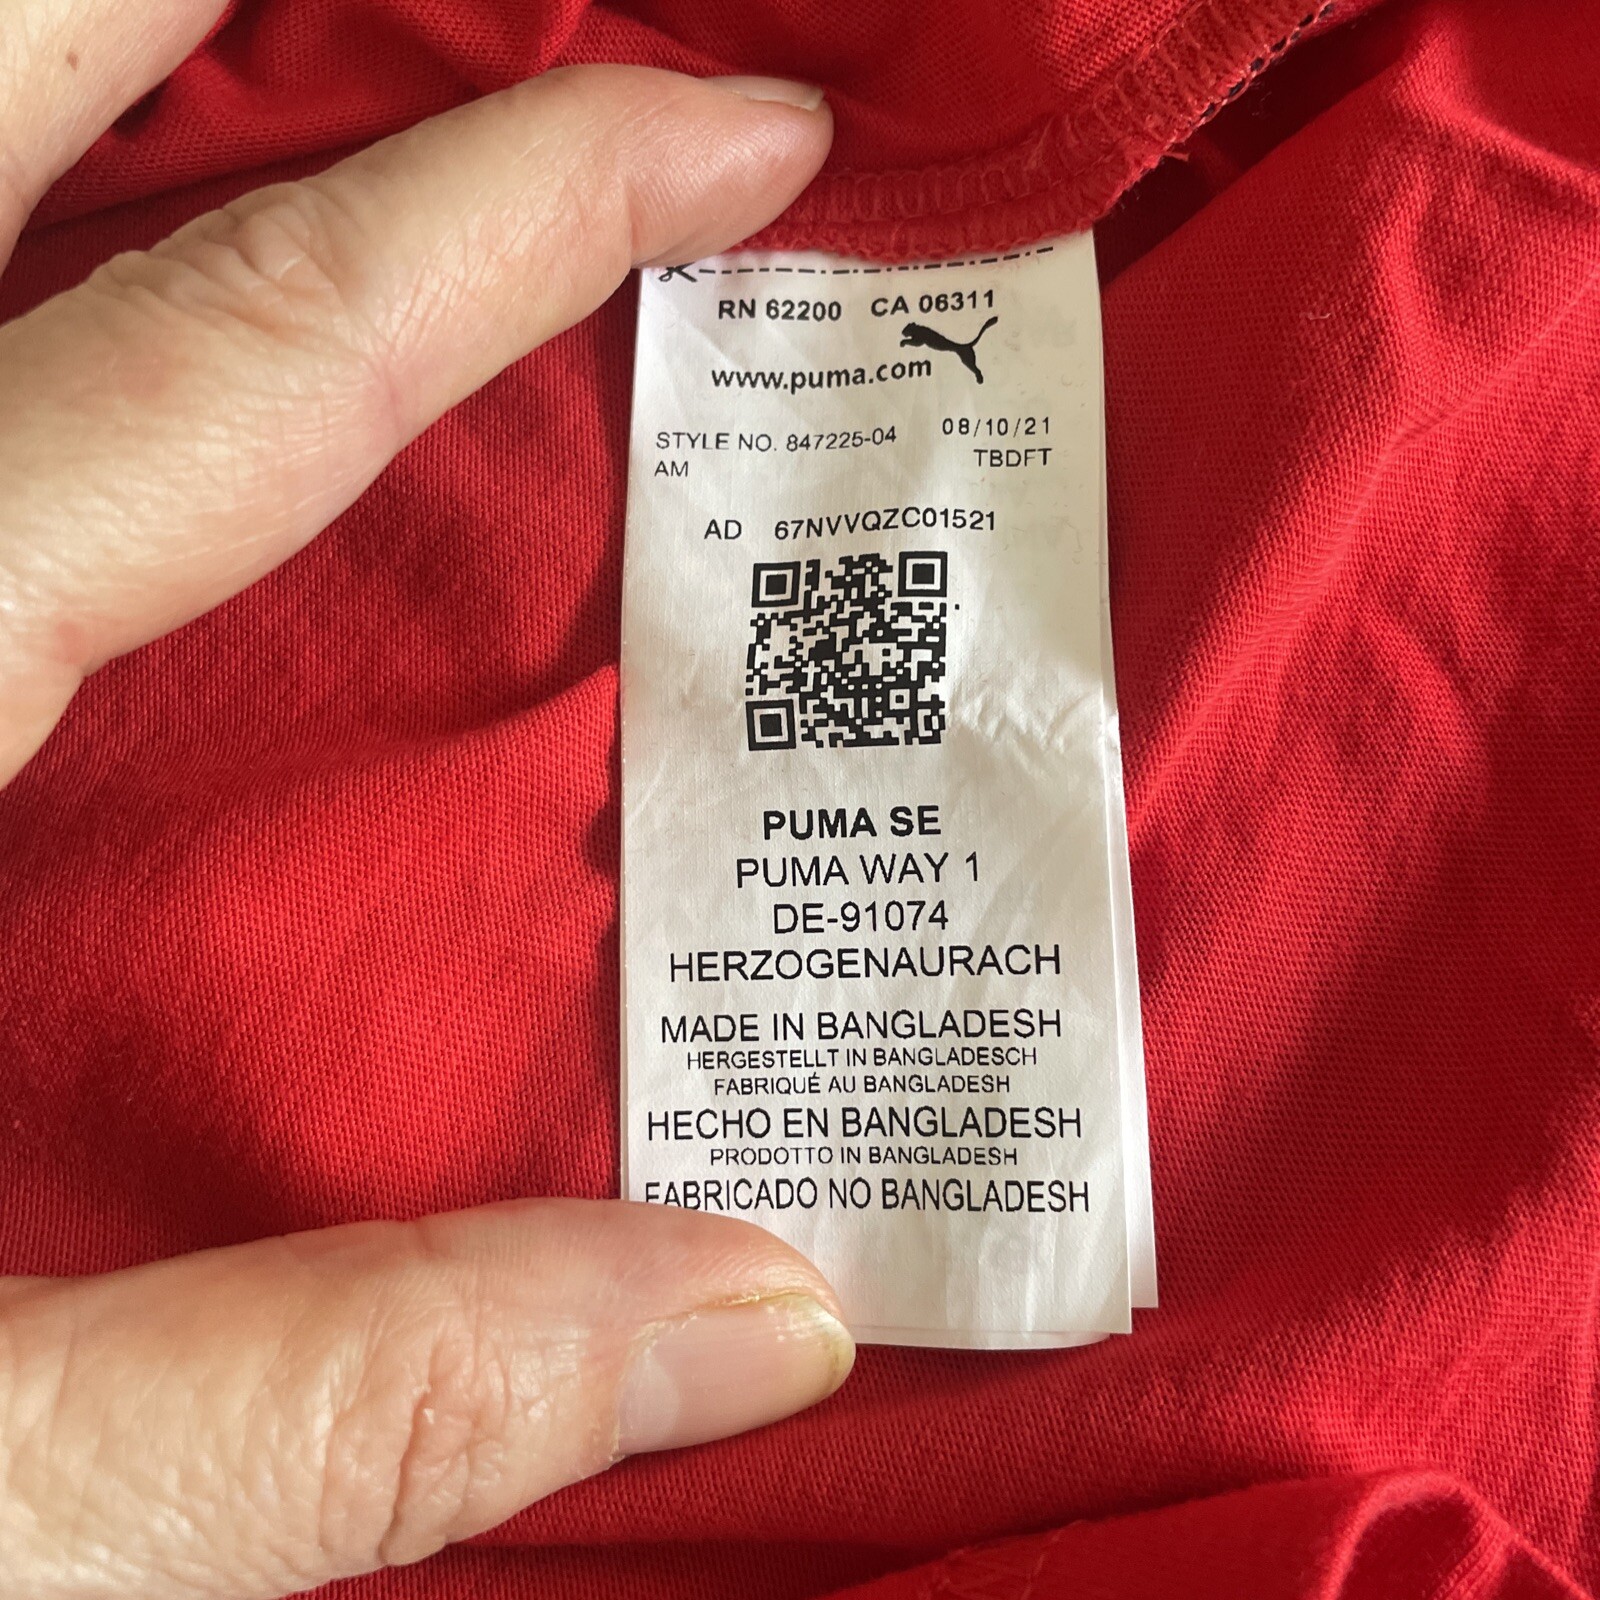 RN 62200 CA 06311
www.puma.com
STYLE NO. 847225-04 08/10/21
AM TBDFT
AD 67NVVQZC01521
PUMA SE
PUMA WAY 1
DE-91074
HERZOGENAURACH
MADE IN BANGLADESH
HERGESTELLT IN BANGLADESCH
FABRIQUÉ AU BANGLADESH
HECHO EN BANGLADESH
PRODOTTO IN BANGLADESH
FABRICADO NO BANGLADESH